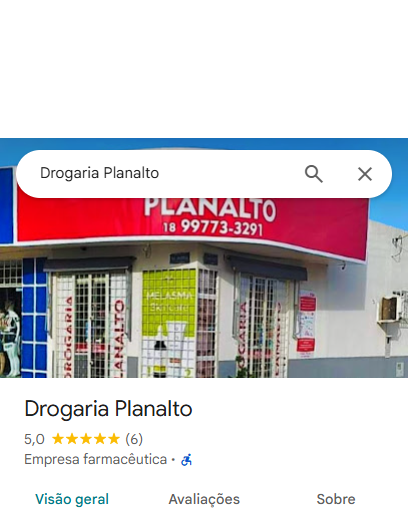 Drogaria Planalto
PLANALTO
18 99773-3291
DROGARIA
PLANALTO
MELASMA
Drogaria Planalto
5,0 (6)
Empresa farmacêutica ·
Visão geral Avaliações Sobre